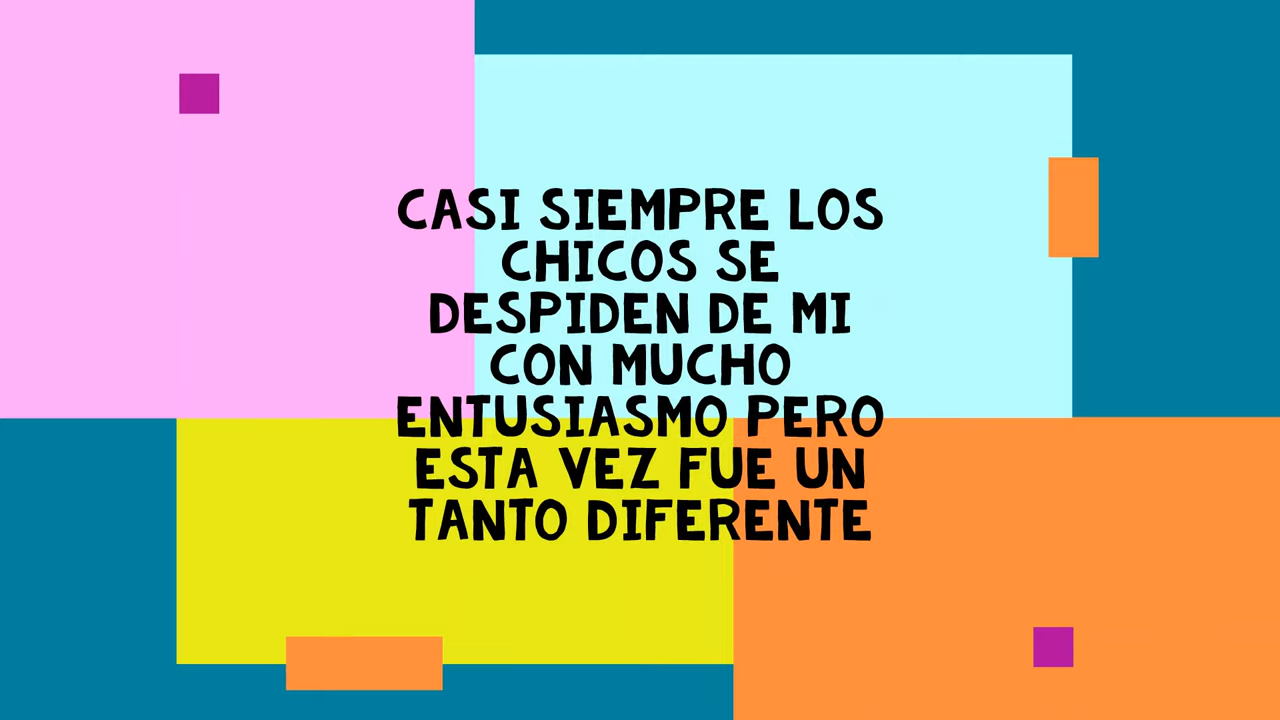 CASI SIEMPRE LOS
CHICOS SE
DESPIDEN DE MI
CON MUCHO
ENTUSIASMO PERO
ESTA VEZ FUE UN
TANTO DIFERENTE